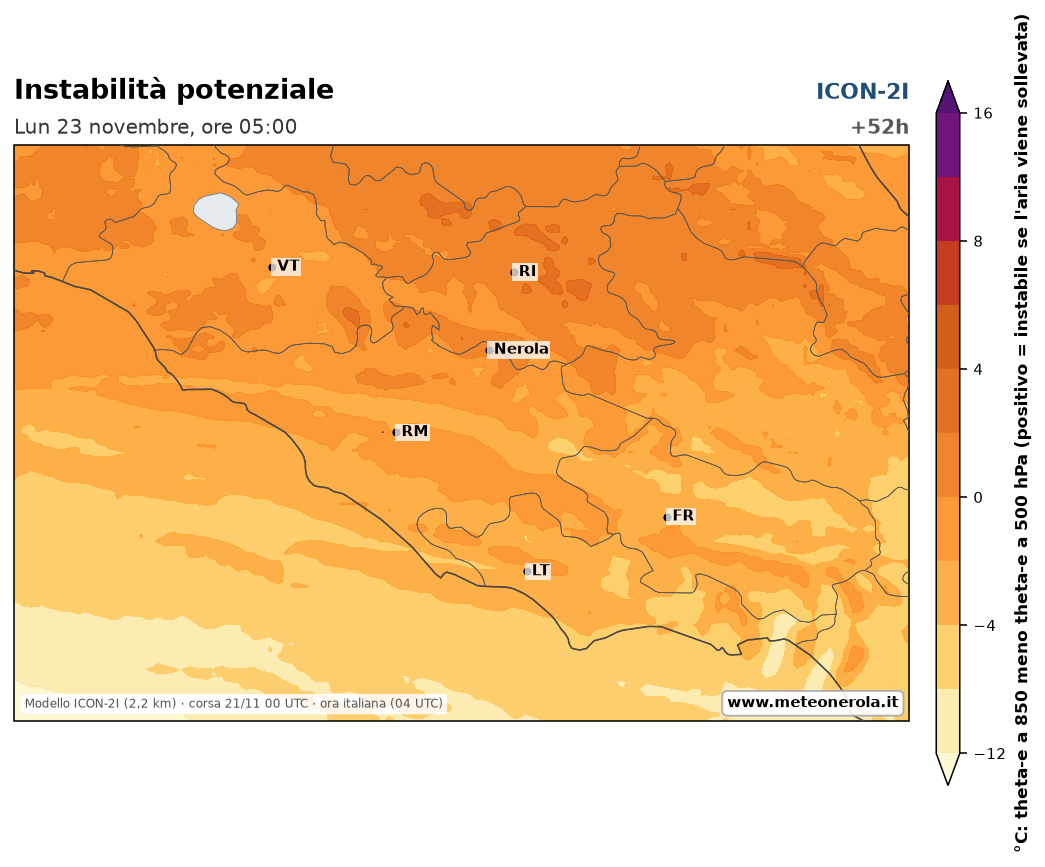 Instabilità potenziale
ICON-2I
Lun 23 novembre, ore 05:00
+52h
VT
RI
Nerola
RM
FR
LT
Modello ICON-2I (2,2 km) · corsa 21/11 00 UTC · ora italiana (04 UTC)
www.meteonerola.it
16
8
4
0
−4
−12
°C: theta-e a 850 meno theta-e a 500 hPa (positivo = instabile se l'aria viene sollevata)